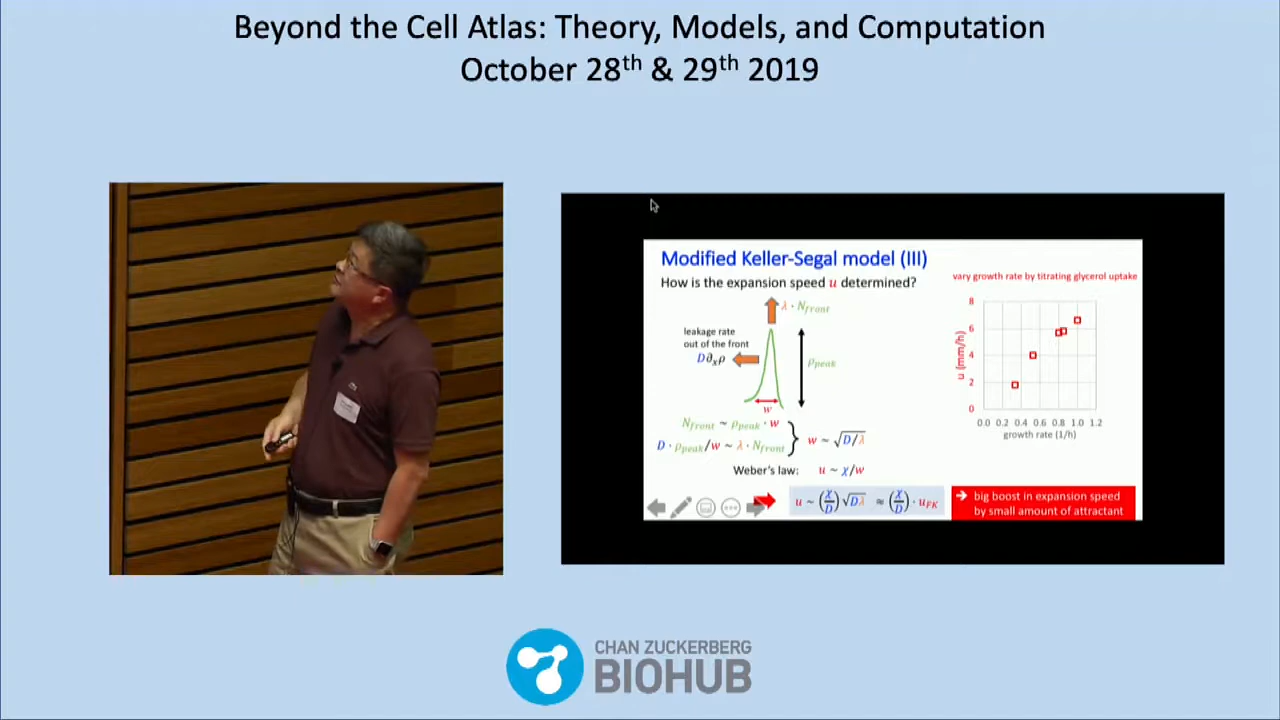 Beyond the Cell Atlas: Theory, Models, and Computation
October 28th & 29th 2019
Modified Keller-Segal model (III)
How is the expansion speed u determined?
λ · N_front
leakage rate
out of the front
D∂ₓρ
ρ_peak
w
N_front ~ ρ_peak · w
D · ρ_peak/w ~ λ · N_front
w ~ √(D/λ)
Weber's law: u ~ χ/w
u ~ (χ/D) √(Dλ) ≈ (χ/D) · u_FK
vary growth rate by titrating glycerol uptake
u (mm/h)
8
6
4
2
0
0.0 0.2 0.4 0.6 0.8 1.0 1.2
growth rate (1/h)
→ big boost in expansion speed
by small amount of attractant
CHAN ZUCKERBERG
BIOHUB